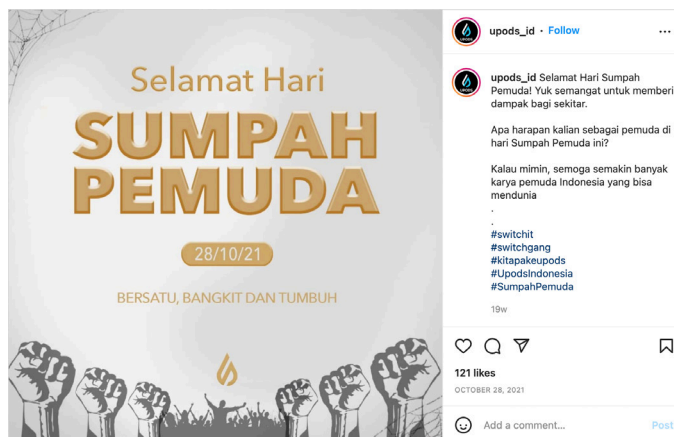 Selamat Hari
SUMPAH
PEMUDA
28/10/21
BERSATU, BANGKIT DAN TUMBUH
upods_id • Follow
UPODS
upods_id Selamat Hari Sumpah
Pemuda! Yuk semangat untuk memberi
dampak bagi sekitar.
Apa harapan kalian sebagai pemuda di
hari Sumpah Pemuda ini?
Kalau mimin, semoga semakin banyak
karya pemuda Indonesia yang bisa
mendunia
.
.
#switchit
#switchgang
#kitapakeupods
#UpodsIndonesia
#SumpahPemuda
19w
121 likes
OCTOBER 28, 2021
Add a comment...
Post